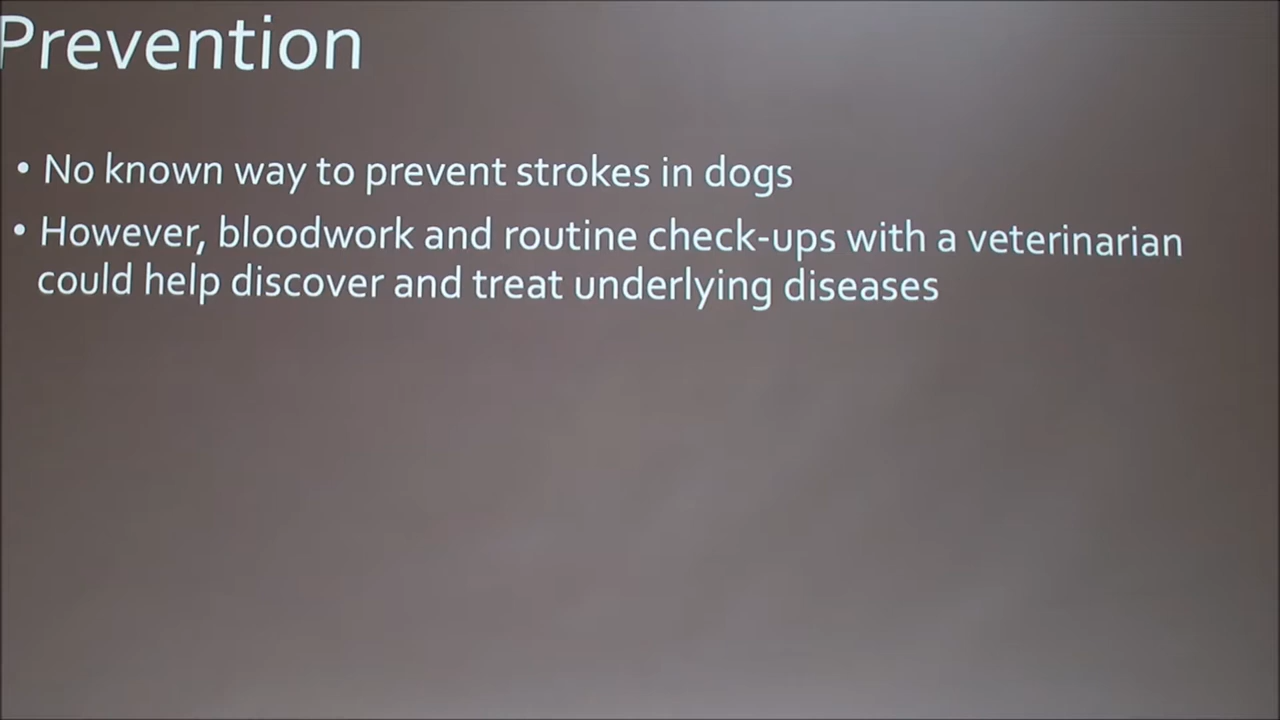 Prevention
• No known way to prevent strokes in dogs
• However, bloodwork and routine check-ups with a veterinarian
could help discover and treat underlying diseases